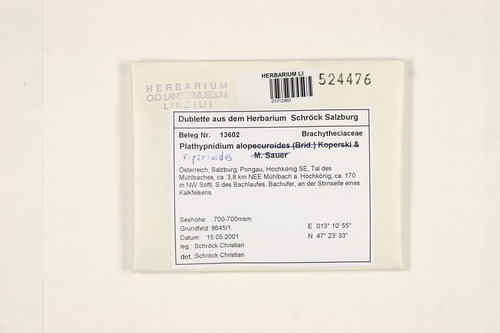 HERBARIUM
O.Ö. LANDESMUSEUM
LINZ (LI)
HERBARIUM LI
01012460
524476
Dublette aus dem Herbarium Schröck Salzburg
Beleg Nr. 13602 Brachytheciaceae
Plathypnidium alopecuroides (Brid.) Koperski &
riparioides M. Sauer
Österreich, Salzburg, Pongau, Hochkönig SE, Tal des
Mühlbaches, ca. 3,8 km NEE Mühlbach a. Hochkönig, ca. 170
m NW Söftl, S des Bachlaufes, Bachufer, an der Stirnseite eines
Kalkfelsens.
Seehöhe: 700-700msm
Grundfeld: 8645/1 E 013° 10' 55"
Datum: 15.05.2001 N 47° 23' 33"
leg.: Schröck Christian
det.: Schröck Christian